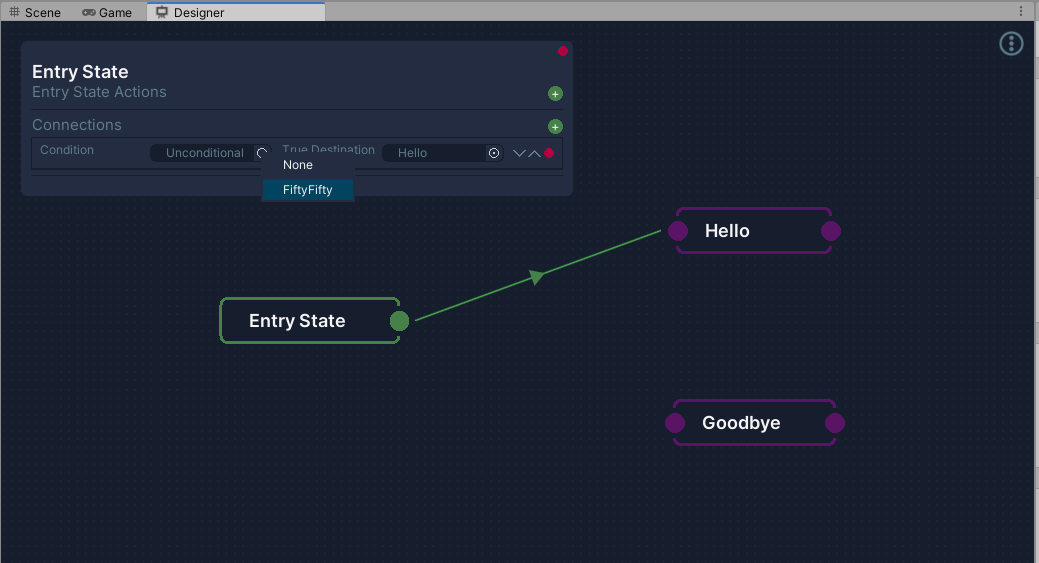 Scene Game Designer
Entry State
Entry State Actions
Connections
Condition Unconditional True Destination Hello
None
FiftyFifty
Hello
Entry State
Goodbye